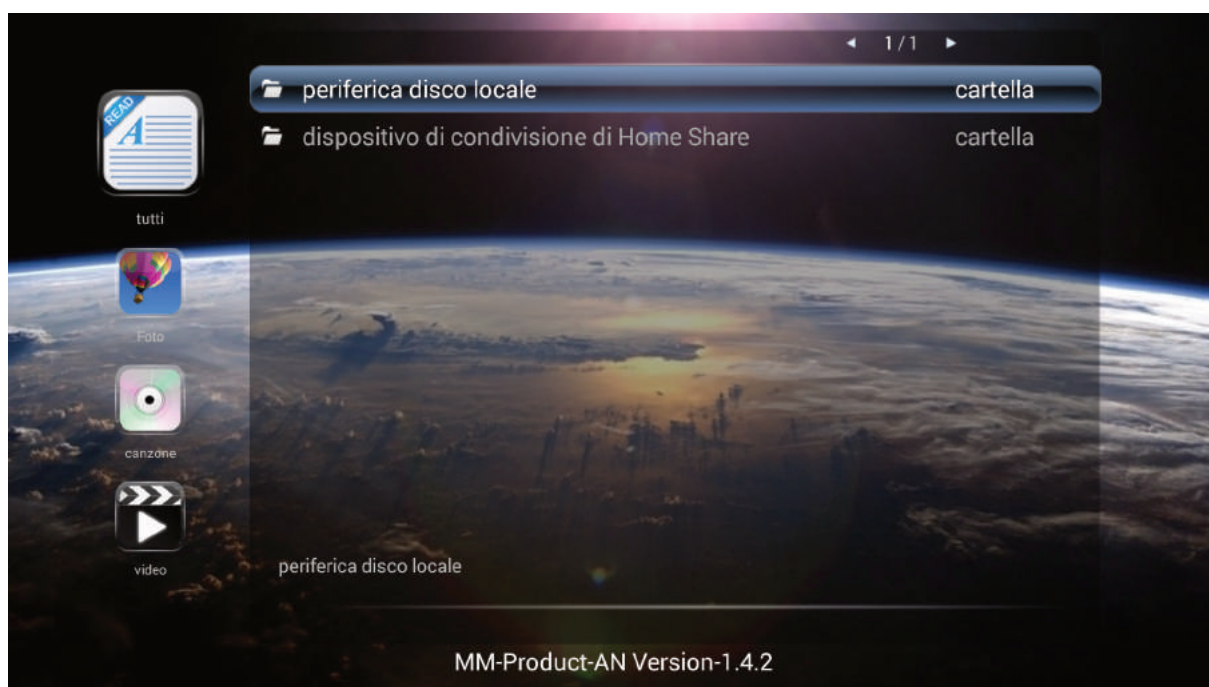 1/1
periferica disco locale cartella
dispositivo di condivisione di Home Share cartella
READ
A
tutti
Foto
canzone
video
periferica disco locale
MM-Product-AN Version-1.4.2